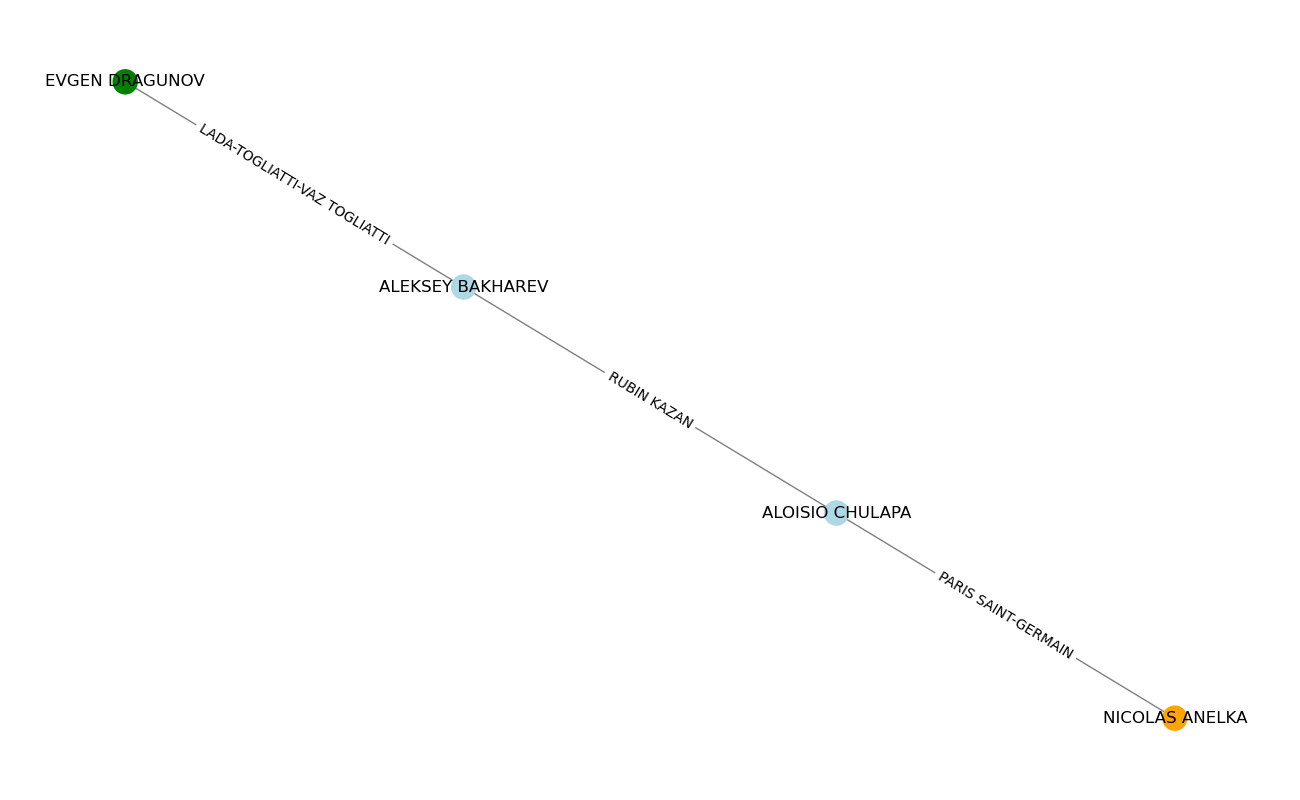 EVGEN DRAGUNOV
LADA-TOGLIATTI-VAZ TOGLIATTI
ALEKSEY BAKHAREV
RUBIN KAZAN
ALOISIO CHULAPA
PARIS SAINT-GERMAIN
NICOLAS ANELKA